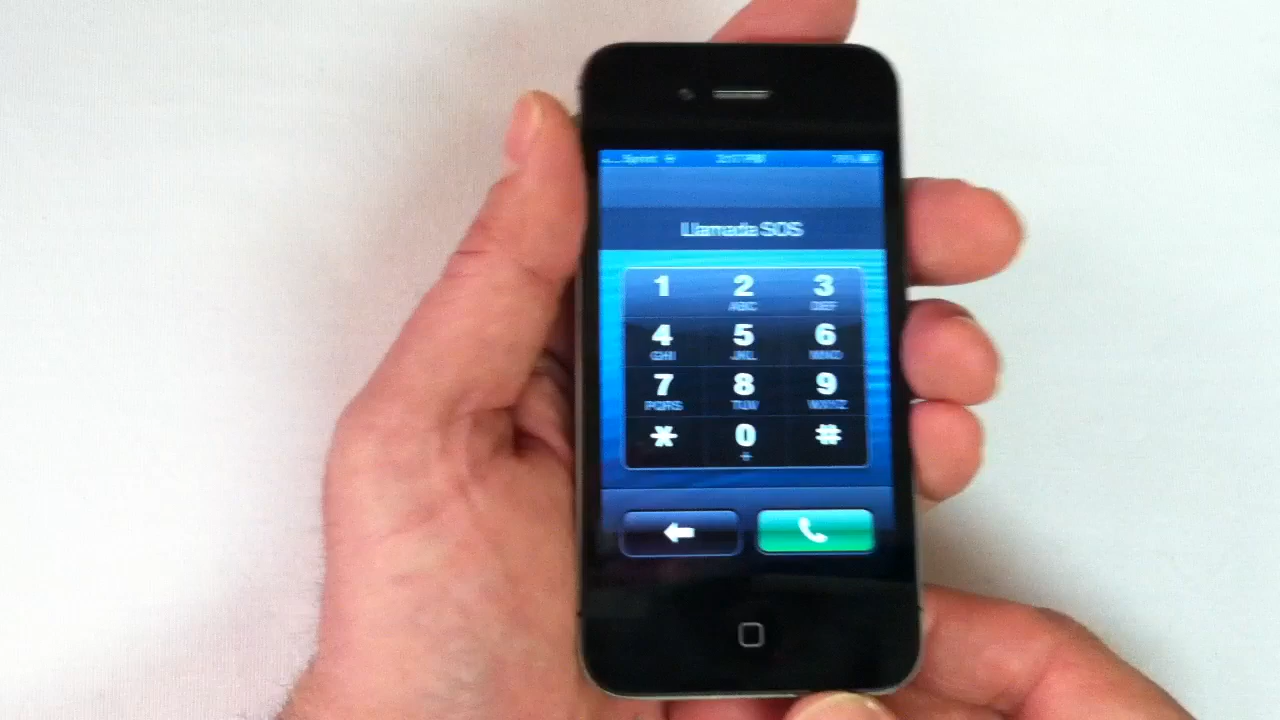 Sprint
Llamada SOS
1 2 3
ABC DEF
4 5 6
GHI JKL MNO
7 8 9
PQRS TUV WXYZ
* 0 #
+